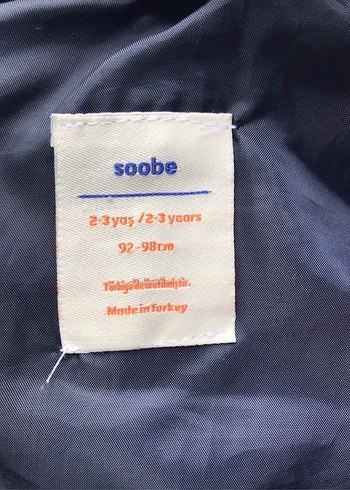 soobe
2-3 yaş / 2-3 years
92-98cm
Türkiye'de üretilmiştir.
Made in Turkey